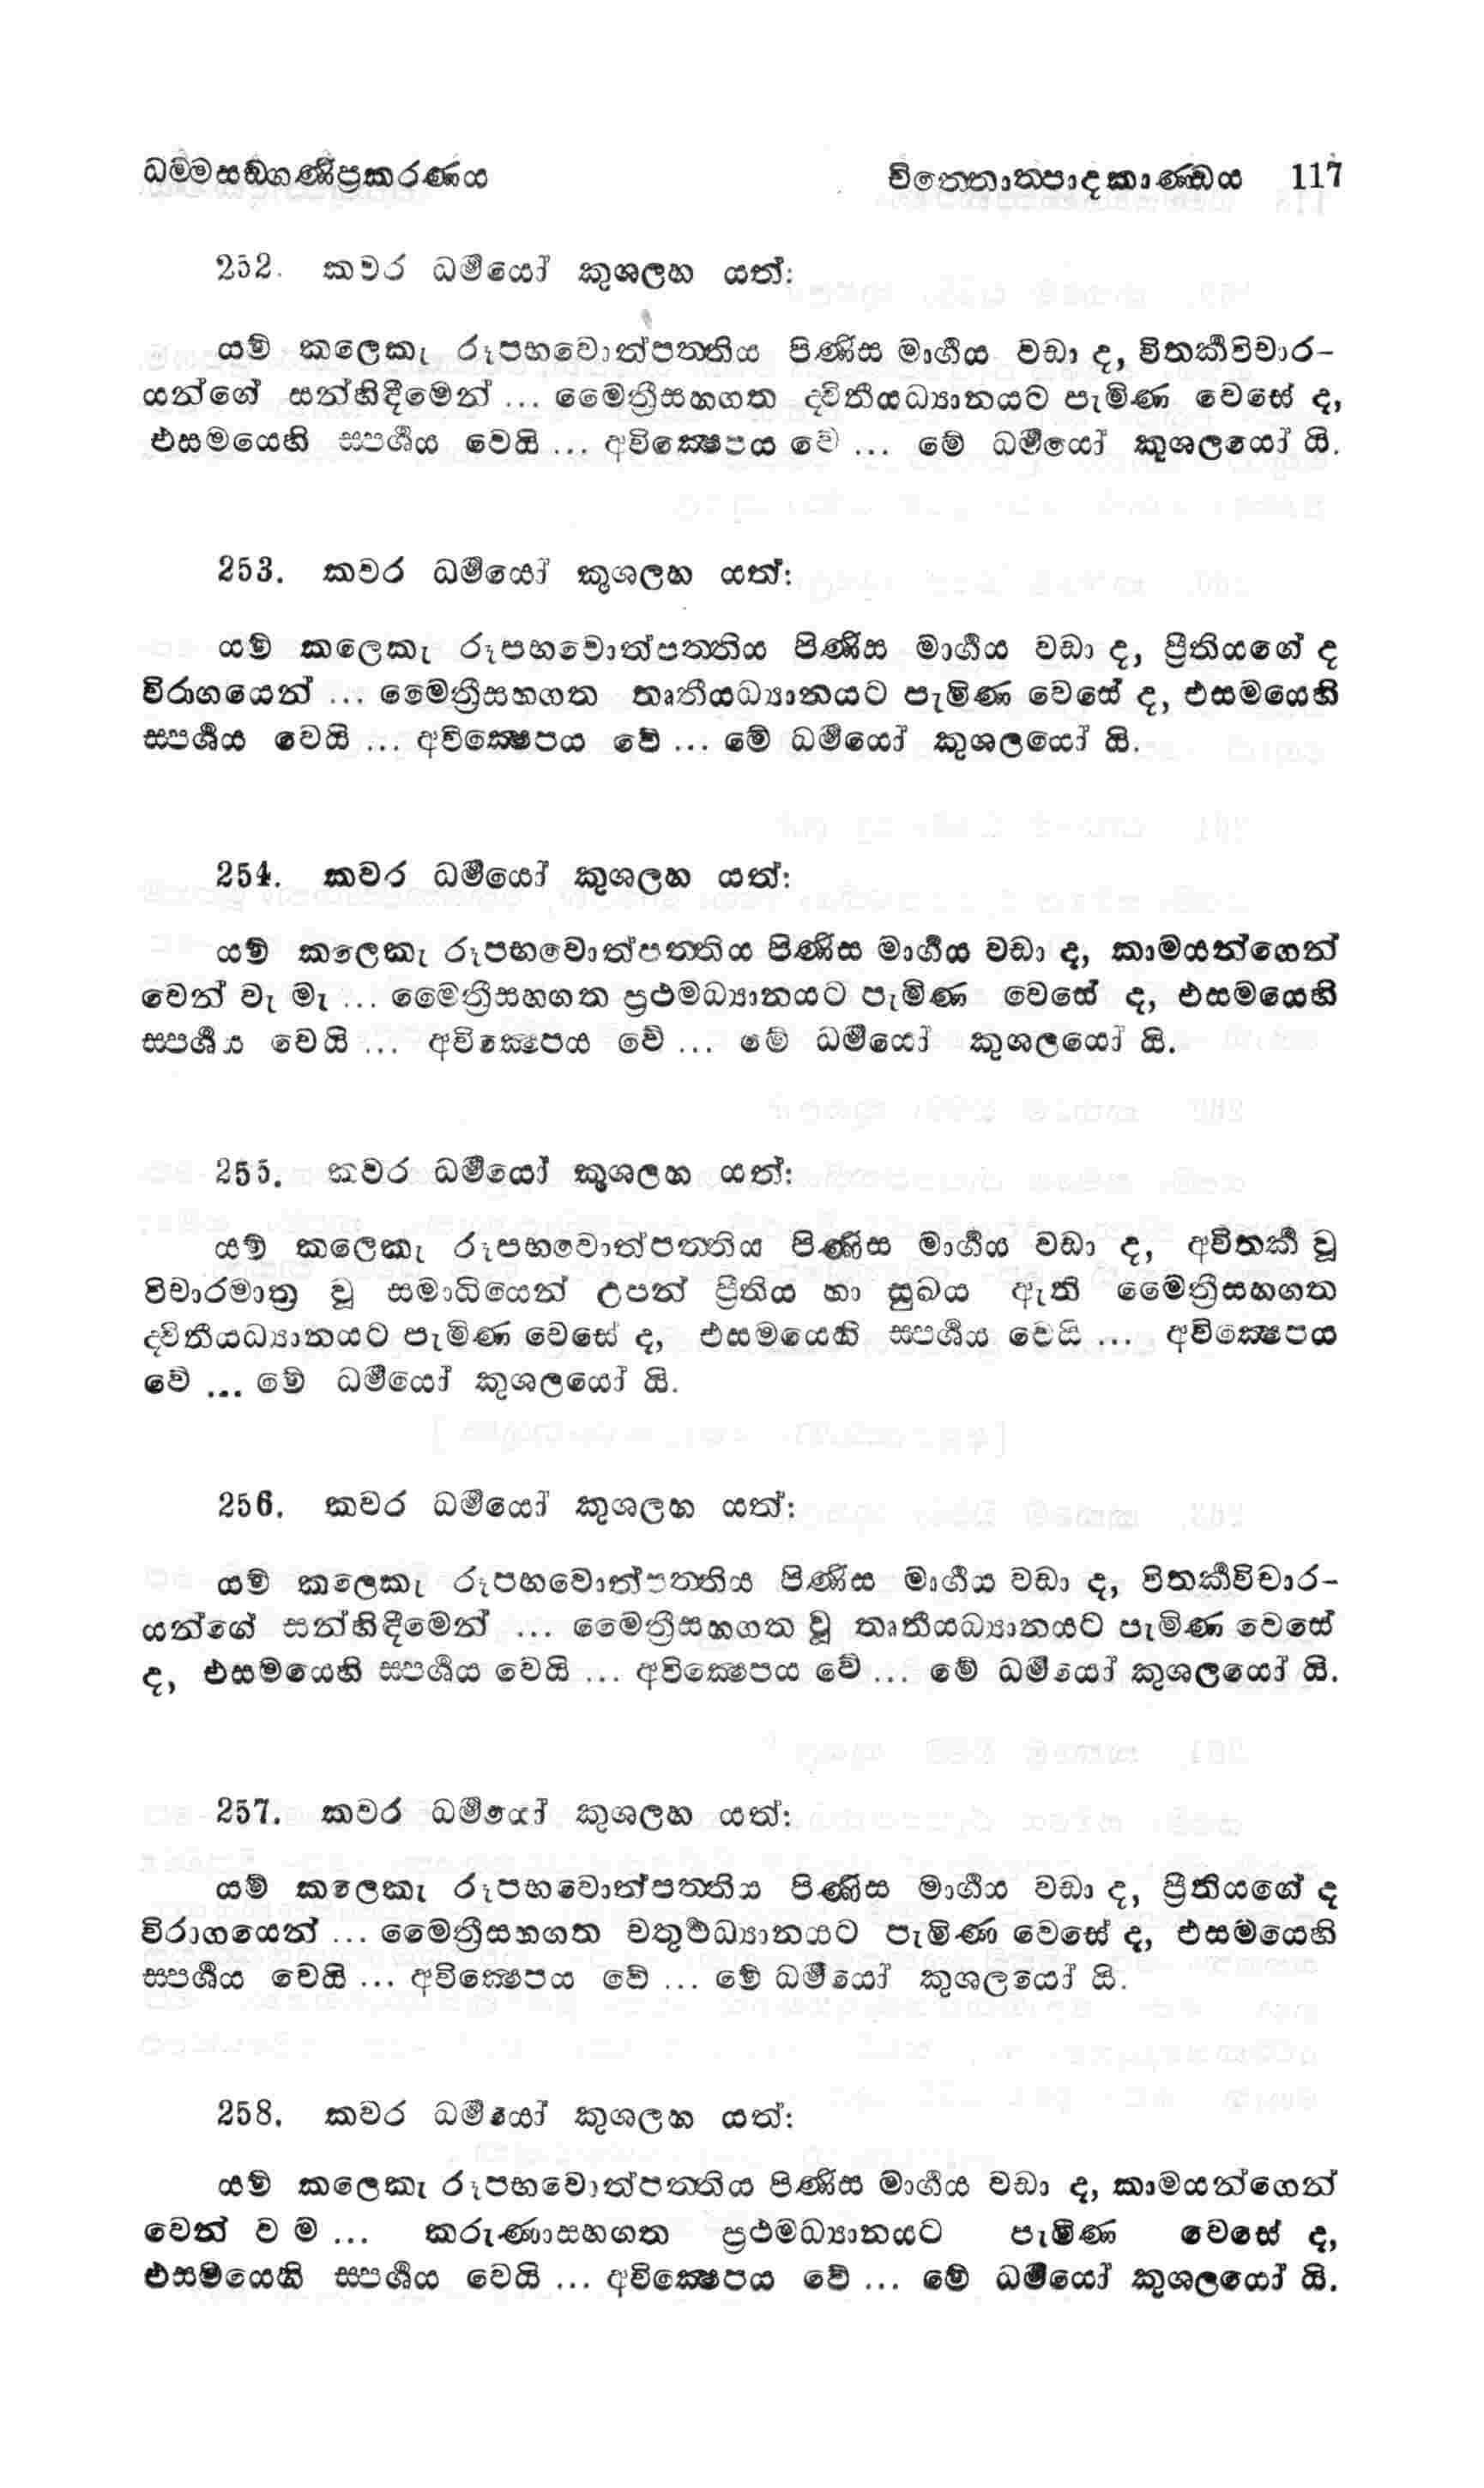 ධම්මසඞ්ගණිප්‍රකරණය චිත්තොත්පාදකාණ්ඩය 117
252. කවර ධර්මයෝ කුශලහ යත්:
යම් කලෙකැ රූපභවොත්පත්තිය පිණිස මාර්ගය වඩා ද, විතර්කවිචාර-
යන්ගේ සන්හිඳීමෙන් ... මෛත්‍රීසහගත ද්විතීයධ්‍යානයට පැමිණ වෙසේ ද,
එසමයෙහි ස්පර්ශය වෙයි ... අවික්ෂෙපය වේ ... මේ ධර්මයෝ කුශලයෝ යි.
253. කවර ධර්මයෝ කුශලහ යත්:
යම් කලෙකැ රූපභවොත්පත්තිය පිණිස මාර්ගය වඩා ද, ප්‍රීතියගේ ද
විරාගයෙන් ... මෛත්‍රීසහගත තෘතීයධ්‍යානයට පැමිණ වෙසේ ද, එසමයෙහි
ස්පර්ශය වෙයි ... අවික්ෂෙපය වේ ... මේ ධර්මයෝ කුශලයෝ යි.
254. කවර ධර්මයෝ කුශලහ යත්:
යම් කලෙකැ රූපභවොත්පත්තිය පිණිස මාර්ගය වඩා ද, කාමයන්ගෙන්
වෙන් වැ මැ ... මෛත්‍රීසහගත ප්‍රථමධ්‍යානයට පැමිණ වෙසේ ද, එසමයෙහි
ස්පර්ශය වෙයි ... අවික්ෂෙපය වේ ... මේ ධර්මයෝ කුශලයෝ යි.
255. කවර ධර්මයෝ කුශලහ යත්:
යම් කලෙකැ රූපභවොත්පත්තිය පිණිස මාර්ගය වඩා ද, අවිතර්ක වූ
විචාරමාත්‍ර වූ සමාධියෙන් උපන් ප්‍රීතිය හා සුඛය ඇති මෛත්‍රීසහගත
ද්විතීයධ්‍යානයට පැමිණ වෙසේ ද, එසමයෙහි ස්පර්ශය වෙයි ... අවික්ෂෙපය
වේ ... මේ ධර්මයෝ කුශලයෝ යි.
256. කවර ධර්මයෝ කුශලහ යත්:
යම් කලෙකැ රූපභවොත්පත්තිය පිණිස මාර්ගය වඩා ද, විතර්කවිචාර-
යන්ගේ සන්හිඳීමෙන් ... මෛත්‍රීසහගත වූ තෘතීයධ්‍යානයට පැමිණ වෙසේ
ද, එසමයෙහි ස්පර්ශය වෙයි ... අවික්ෂෙපය වේ ... මේ ධර්මයෝ කුශලයෝ යි.
257. කවර ධර්මයෝ කුශලහ යත්:
යම් කලෙකැ රූපභවොත්පත්තිය පිණිස මාර්ගය වඩා ද, ප්‍රීතියගේ ද
විරාගයෙන් ... මෛත්‍රීසහගත චතුර්ථධ්‍යානයට පැමිණ වෙසේ ද, එසමයෙහි
ස්පර්ශය වෙයි ... අවික්ෂෙපය වේ ... මේ ධර්මයෝ කුශලයෝ යි.
258. කවර ධර්මයෝ කුශලහ යත්:
යම් කලෙකැ රූපභවොත්පත්තිය පිණිස මාර්ගය වඩා ද, කාමයන්ගෙන්
වෙන් ව ම ... කරුණාසහගත ප්‍රථමධ්‍යානයට පැමිණ වෙසේ ද,
එසමයෙහි ස්පර්ශය වෙයි ... අවික්ෂෙපය වේ ... මේ ධර්මයෝ කුශලයෝ යි.